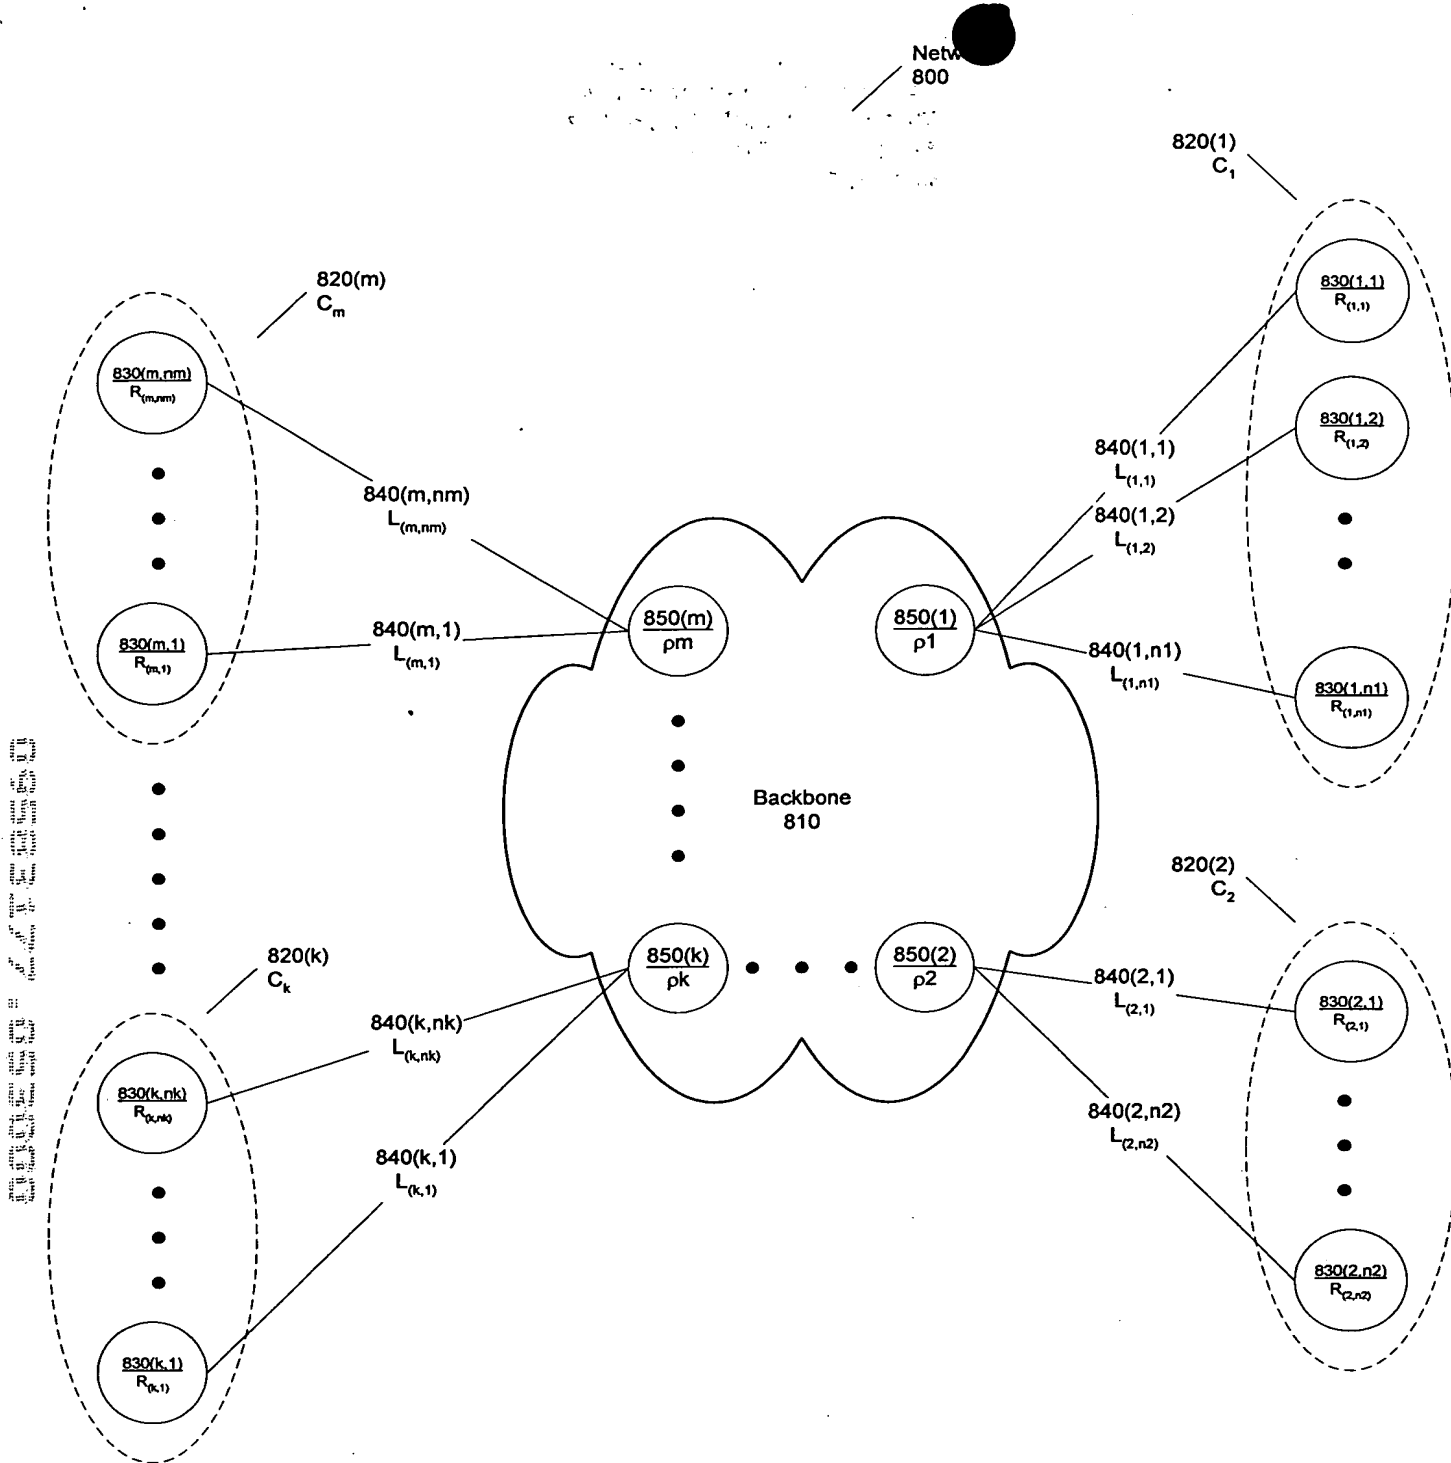 800
820(1)
C1
830(1,1)
R(1,1)
820(m)
Cm
830(m,nm)
R(m,nm)
830(1,2)
R(1,2)
840(1,1)
L(1,1)
840(m,nm)
L(m,nm)
840(1,2)
L(1,2)
850(m)
ρm
850(1)
ρ1
840(m,1)
L(m,1)
830(m,1)
R(m,1)
840(1,n1)
L(1,n1)
830(1,n1)
R(1,n1)
Backbone
810
820(2)
C2
820(k)
Ck
850(k)
ρk
850(2)
ρ2
840(2,1)
L(2,1)
830(2,1)
R(2,1)
840(k,nk)
L(k,nk)
830(k,nk)
R(k,nk)
840(2,n2)
L(2,n2)
840(k,1)
L(k,1)
830(2,n2)
R(2,n2)
830(k,1)
R(k,1)